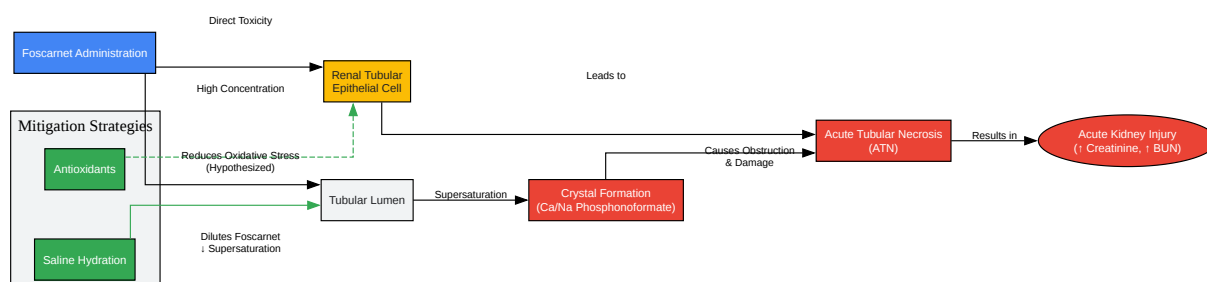 Direct Toxicity
Foscarnet Administration
High Concentration
Renal Tubular
Epithelial Cell
Leads to
Mitigation Strategies
Antioxidants
Reduces Oxidative Stress
(Hypothesized)
Acute Tubular Necrosis
(ATN)
Results in
Acute Kidney Injury
(↑ Creatinine, ↑ BUN)
Causes Obstruction
& Damage
Tubular Lumen
Supersaturation
Crystal Formation
(Ca/Na Phosphonoformate)
Dilutes Foscarnet
↓ Supersaturation
Saline Hydration